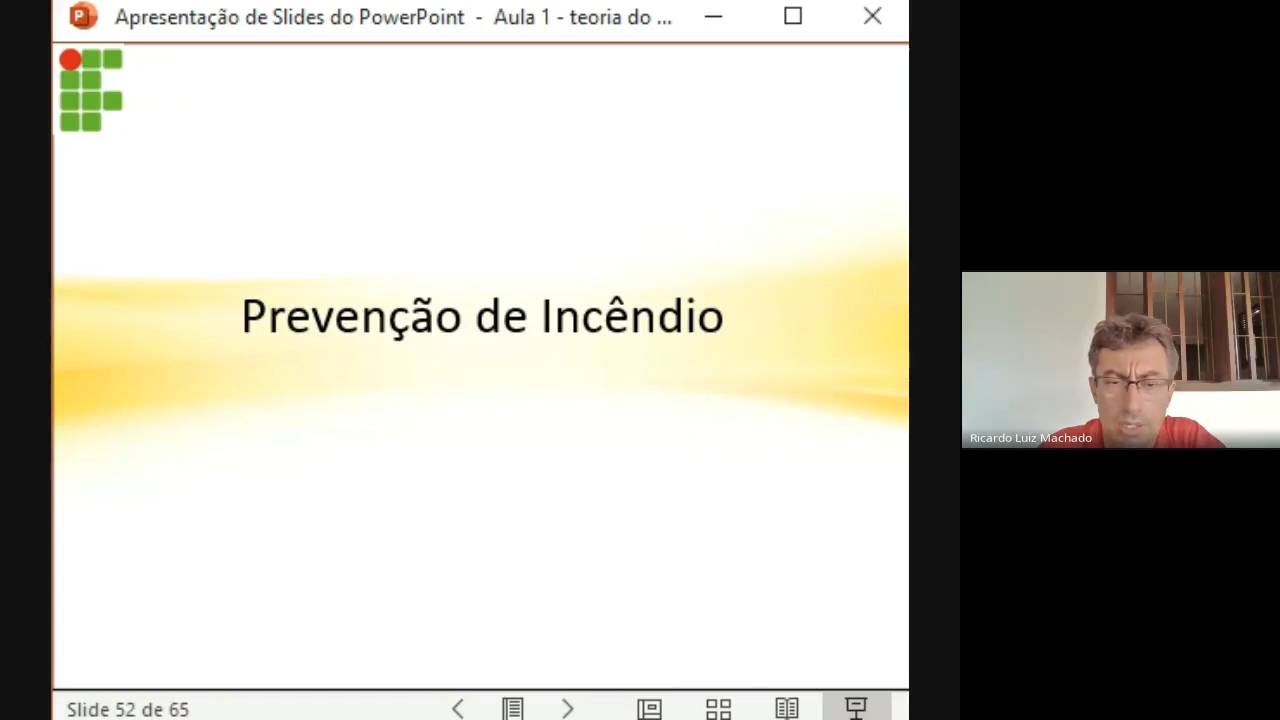 Apresentação de Slides do PowerPoint - Aula 1 - teoria do ...
Prevenção de Incêndio
Ricardo Luiz Machado
Slide 52 de 65